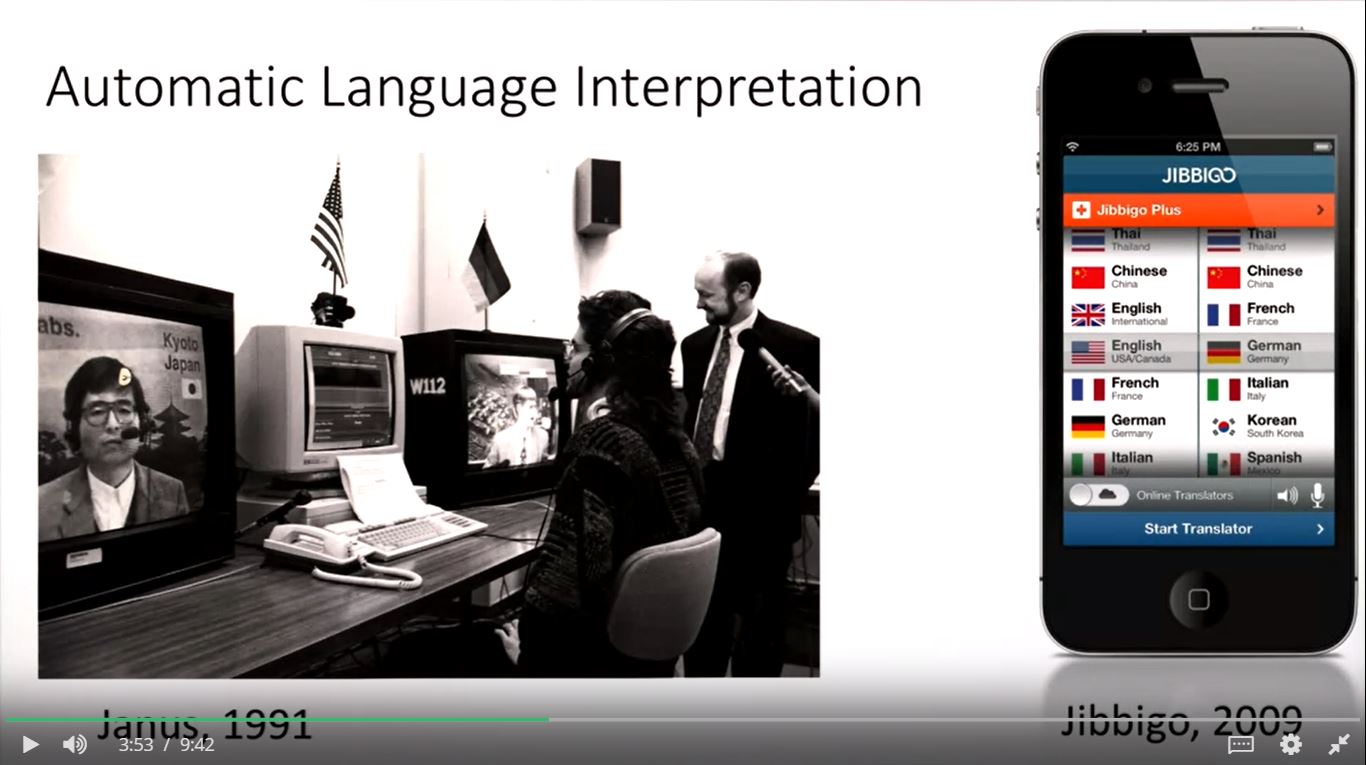 Automatic Language Interpretation
abs.
Kyoto
Japan
W112
6:25 PM
JIBBIGO
Jibbigo Plus
Thai
Thailand
Thai
Thailand
Chinese
China
Chinese
China
English
International
French
France
English
USA/Canada
German
Germany
French
France
Italian
Italy
German
Germany
Korean
South Korea
Italian
Italy
Spanish
Mexico
Online Translators
Start Translator
Janus, 1991
Jibbigo, 2009
3:53 / 9:42